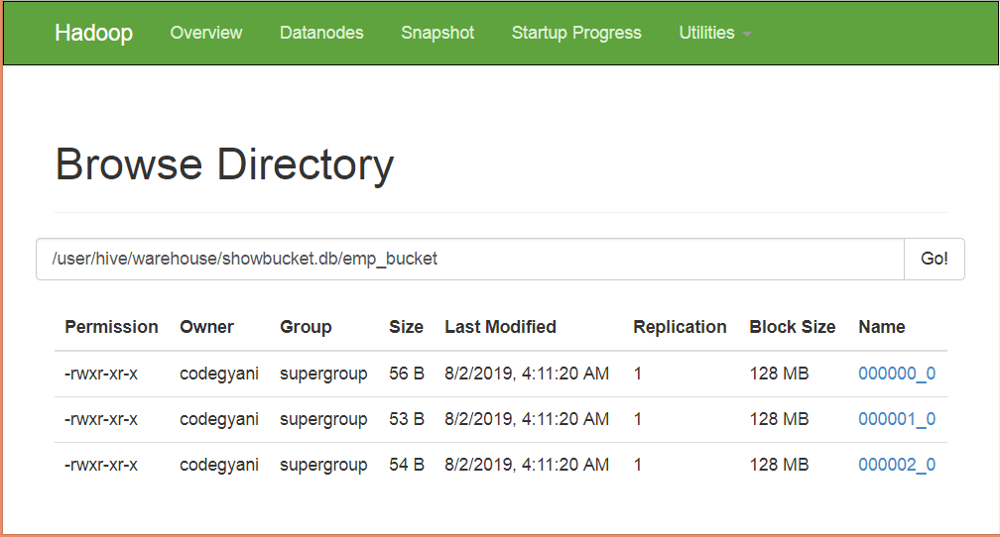 Hadoop Overview Datanodes Snapshot Startup Progress Utilities
Browse Directory
/user/hive/warehouse/showbucket.db/emp_bucket Go!
Permission Owner Group Size Last Modified Replication Block Size Name
-rwxr-xr-x codegyani supergroup 56 B 8/2/2019, 4:11:20 AM 1 128 MB 000000_0
-rwxr-xr-x codegyani supergroup 53 B 8/2/2019, 4:11:20 AM 1 128 MB 000001_0
-rwxr-xr-x codegyani supergroup 54 B 8/2/2019, 4:11:20 AM 1 128 MB 000002_0